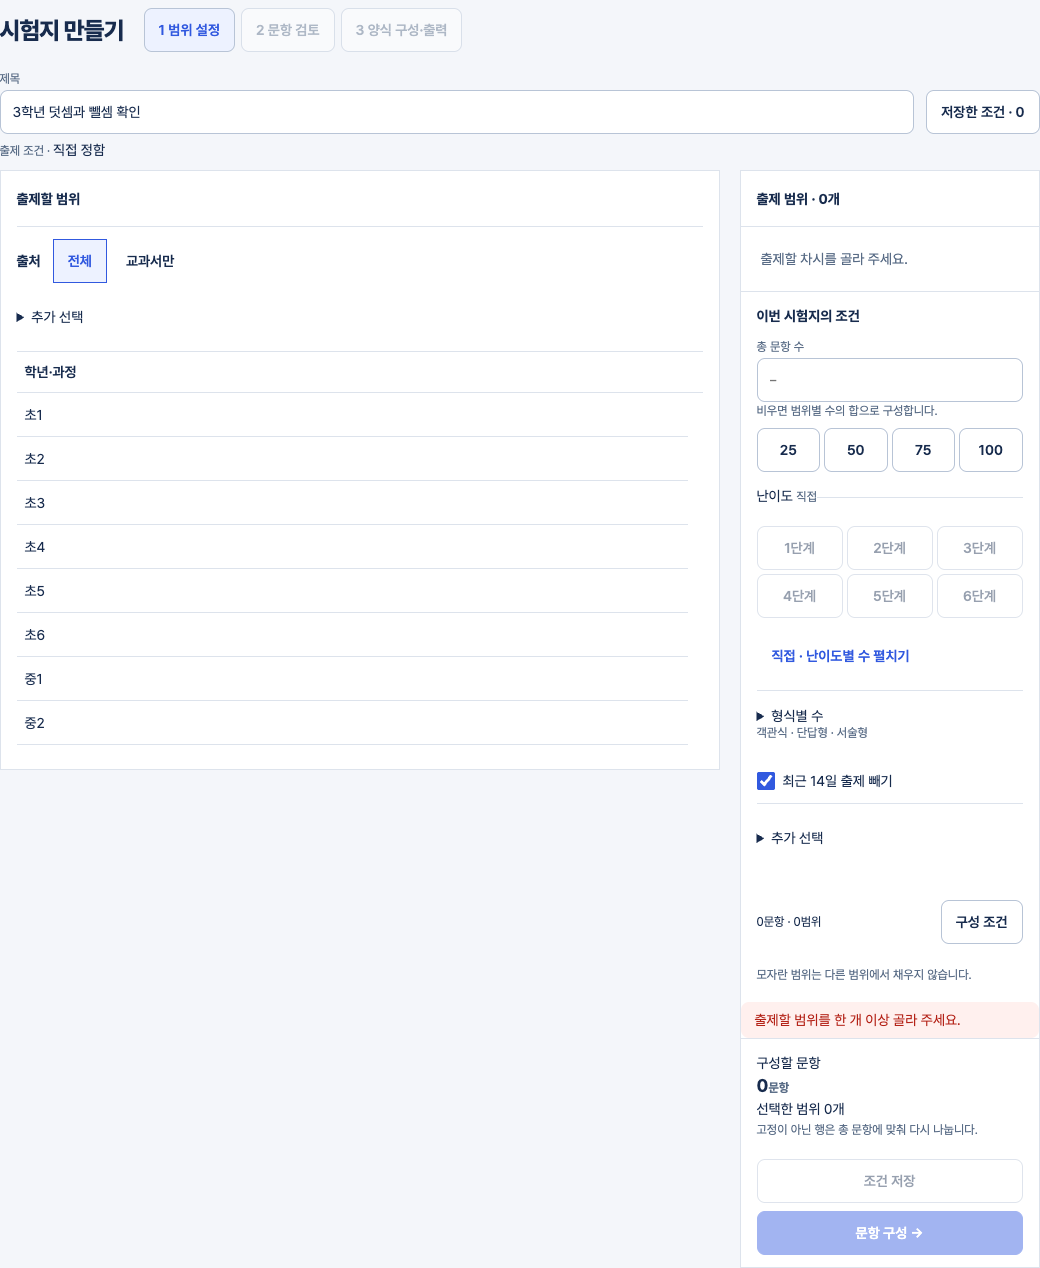 시험지 만들기
1 범위 설정
2 문항 검토
3 양식 구성·출력
제목
3학년 덧셈과 뺄셈 확인
저장한 조건 · 0
출제 조건 · 직접 정함
출제할 범위
출처
전체
교과서만
▶ 추가 선택
학년·과정
초1
초2
초3
초4
초5
초6
중1
중2
출제 범위 · 0개
출제할 차시를 골라 주세요.
이번 시험지의 조건
총 문항 수
–
비우면 범위별 수의 합으로 구성합니다.
25
50
75
100
난이도 직접
1단계
2단계
3단계
4단계
5단계
6단계
직접 · 난이도별 수 펼치기
▶ 형식별 수
객관식 · 단답형 · 서술형
최근 14일 출제 빼기
▶ 추가 선택
0문항 · 0범위
구성 조건
모자란 범위는 다른 범위에서 채우지 않습니다.
출제할 범위를 한 개 이상 골라 주세요.
구성할 문항
0문항
선택한 범위 0개
고정이 아닌 행은 총 문항에 맞춰 다시 나눕니다.
조건 저장
문항 구성 →